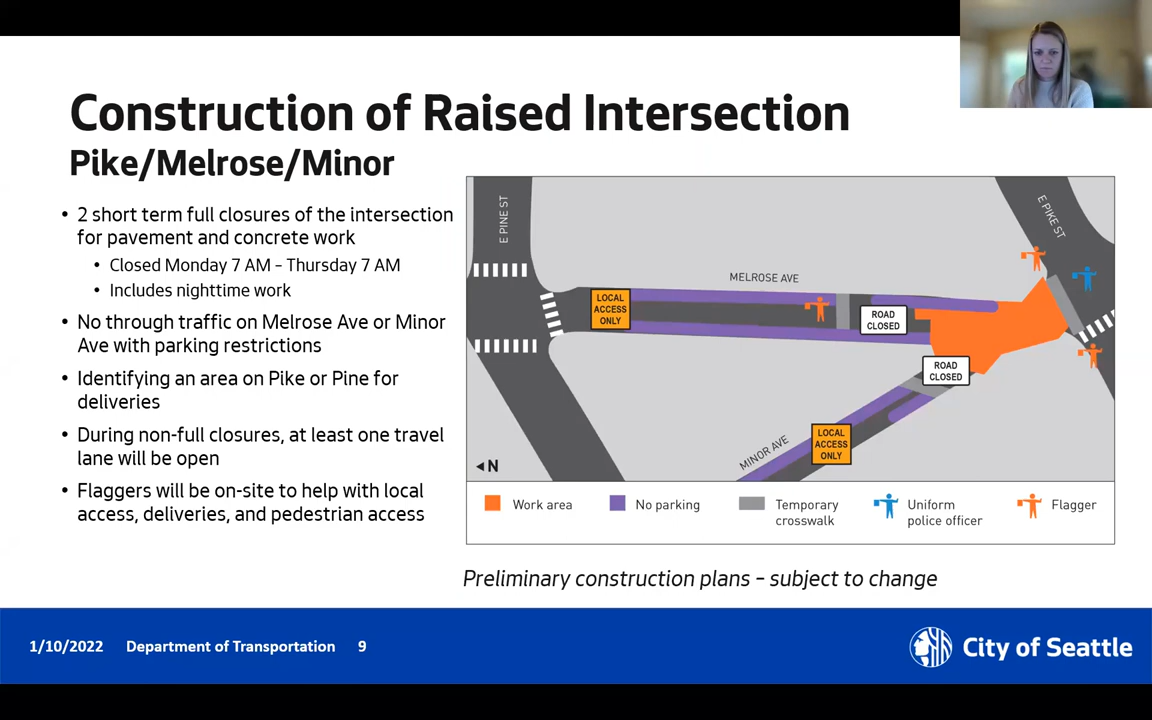 Construction of Raised Intersection
Pike/Melrose/Minor
• 2 short term full closures of the intersection
for pavement and concrete work
• Closed Monday 7 AM – Thursday 7 AM
• Includes nighttime work
• No through traffic on Melrose Ave or Minor
Ave with parking restrictions
• Identifying an area on Pike or Pine for
deliveries
• During non-full closures, at least one travel
lane will be open
• Flaggers will be on-site to help with local
access, deliveries, and pedestrian access
E PINE ST
E PIKE ST
MELROSE AVE
LOCAL
ACCESS
ONLY
ROAD
CLOSED
ROAD
CLOSED
LOCAL
ACCESS
ONLY
MINOR AVE
N
Work area
No parking
Temporary
crosswalk
Uniform
police officer
Flagger
Preliminary construction plans – subject to change
1/10/2022 Department of Transportation 9
City of Seattle